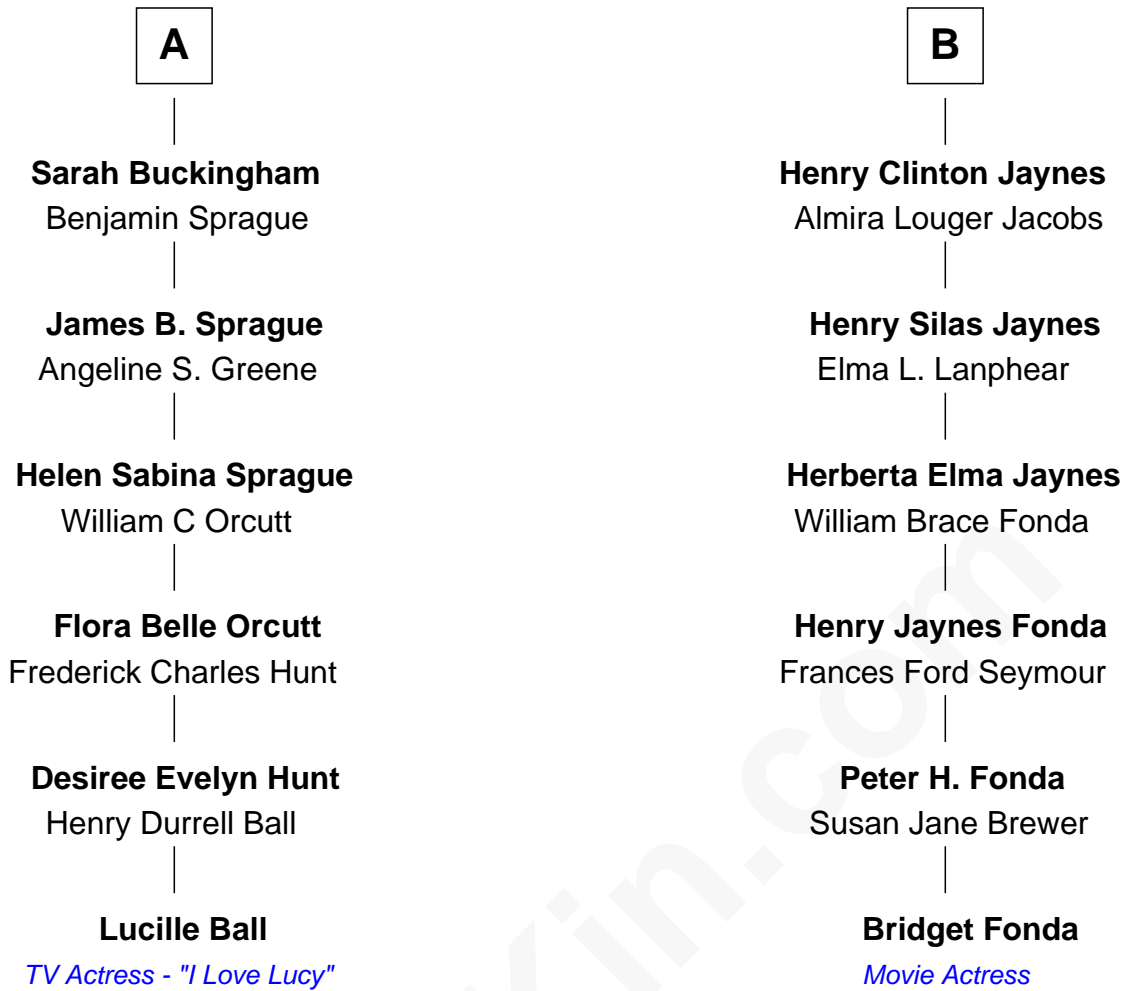 A
Sarah Buckingham
Benjamin Sprague
James B. Sprague
Angeline S. Greene
Helen Sabina Sprague
William C Orcutt
Flora Belle Orcutt
Frederick Charles Hunt
Desiree Evelyn Hunt
Henry Durrell Ball
Lucille Ball
TV Actress - "I Love Lucy"
B
Henry Clinton Jaynes
Almira Louger Jacobs
Henry Silas Jaynes
Elma L. Lanphear
Herberta Elma Jaynes
William Brace Fonda
Henry Jaynes Fonda
Frances Ford Seymour
Peter H. Fonda
Susan Jane Brewer
Bridget Fonda
Movie Actress
Kin.com